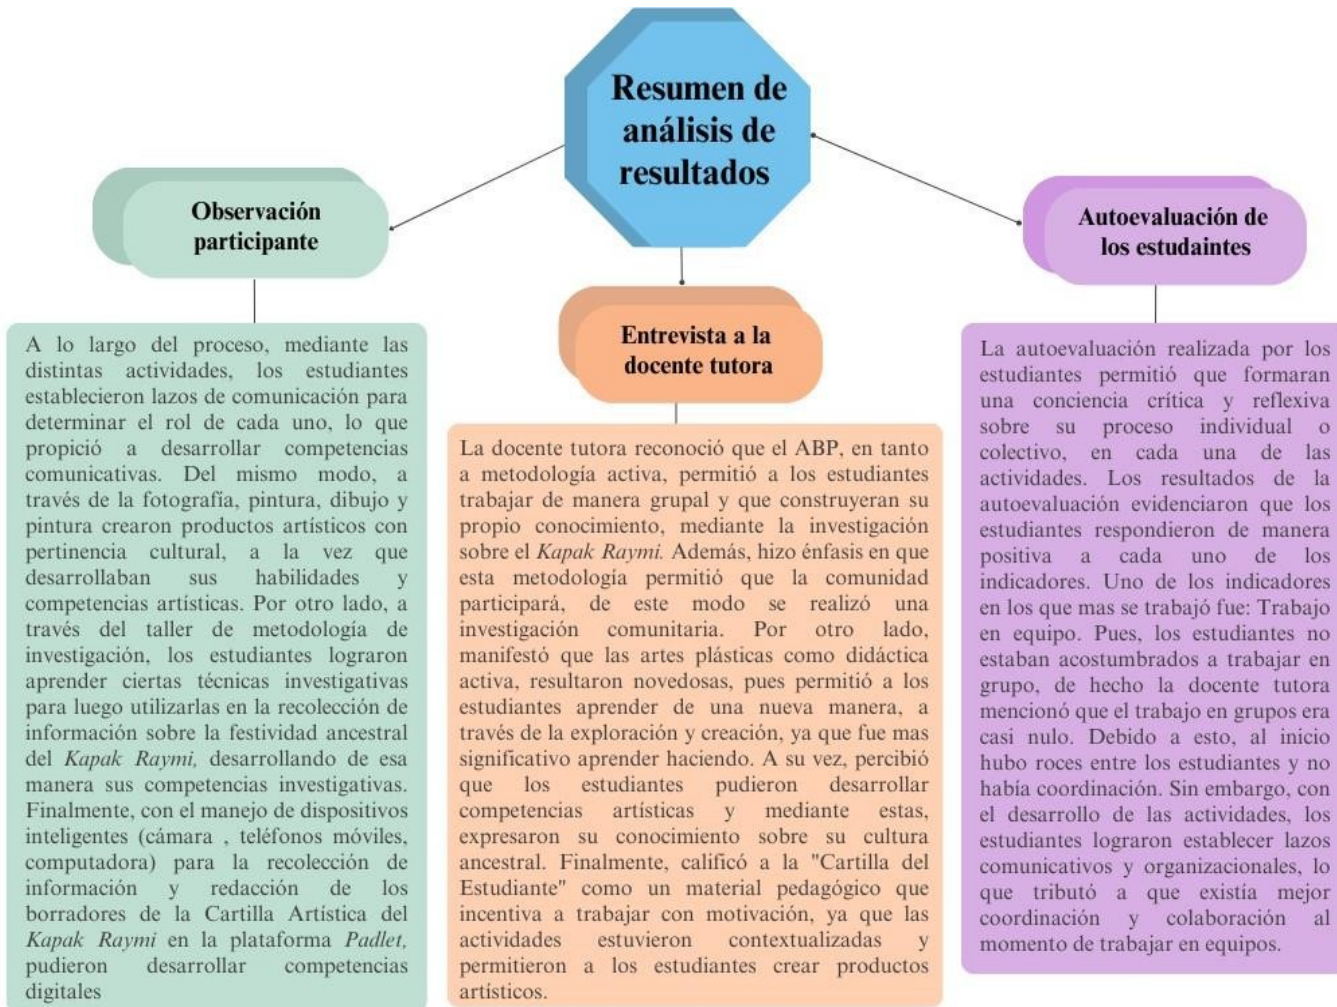 Resumen de
análisis de
resultados
Observación
participante
A lo largo del proceso, mediante las
distintas actividades, los estudiantes
establecieron lazos de comunicación para
determinar el rol de cada uno, lo que
propició a desarrollar competencias
comunicativas. Del mismo modo, a
través de la fotografía, pintura, dibujo y
pintura crearon productos artísticos con
pertinencia cultural, a la vez que
desarrollaban sus habilidades y
competencias artísticas. Por otro lado, a
través del taller de metodología de
investigación, los estudiantes lograron
aprender ciertas técnicas investigativas
para luego utilizarlas en la recolección de
información sobre la festividad ancestral
del Kapak Raymi, desarrollando de esa
manera sus competencias investigativas.
Finalmente, con el manejo de dispositivos
inteligentes (cámara , teléfonos móviles,
computadora) para la recolección de
información y redacción de los
borradores de la Cartilla Artística del
Kapak Raymi en la plataforma Padlet,
pudieron desarrollar competencias
digitales
Entrevista a la
docente tutora
La docente tutora reconoció que el ABP, en tanto
a metodología activa, permitió a los estudiantes
trabajar de manera grupal y que construyeran su
propio conocimiento, mediante la investigación
sobre el Kapak Raymi. Además, hizo énfasis en que
esta metodología permitió que la comunidad
participará, de este modo se realizó una
investigación comunitaria. Por otro lado,
manifestó que las artes plásticas como didáctica
activa, resultaron novedosas, pues permitió a los
estudiantes aprender de una nueva manera, a
través de la exploración y creación, ya que fue mas
significativo aprender haciendo. A su vez, percibió
que los estudiantes pudieron desarrollar
competencias artísticas y mediante estas,
expresaron su conocimiento sobre su cultura
ancestral. Finalmente, calificó a la "Cartilla del
Estudiante" como un material pedagógico que
incentiva a trabajar con motivación, ya que las
actividades estuvieron contextualizadas y
permitieron a los estudiantes crear productos
artísticos.
Autoevaluación de
los estudaintes
La autoevaluación realizada por los
estudiantes permitió que formaran
una conciencia crítica y reflexiva
sobre su proceso individual o
colectivo, en cada una de las
actividades. Los resultados de la
autoevaluación evidenciaron que los
estudiantes respondieron de manera
positiva a cada uno de los
indicadores. Uno de los indicadores
en los que mas se trabajó fue: Trabajo
en equipo. Pues, los estudiantes no
estaban acostumbrados a trabajar en
grupo, de hecho la docente tutora
mencionó que el trabajo en grupos era
casi nulo. Debido a esto, al inicio
hubo roces entre los estudiantes y no
había coordinación. Sin embargo, con
el desarrollo de las actividades, los
estudiantes lograron establecer lazos
comunicativos y organizacionales, lo
que tributó a que existía mejor
coordinación y colaboración al
momento de trabajar en equipos.